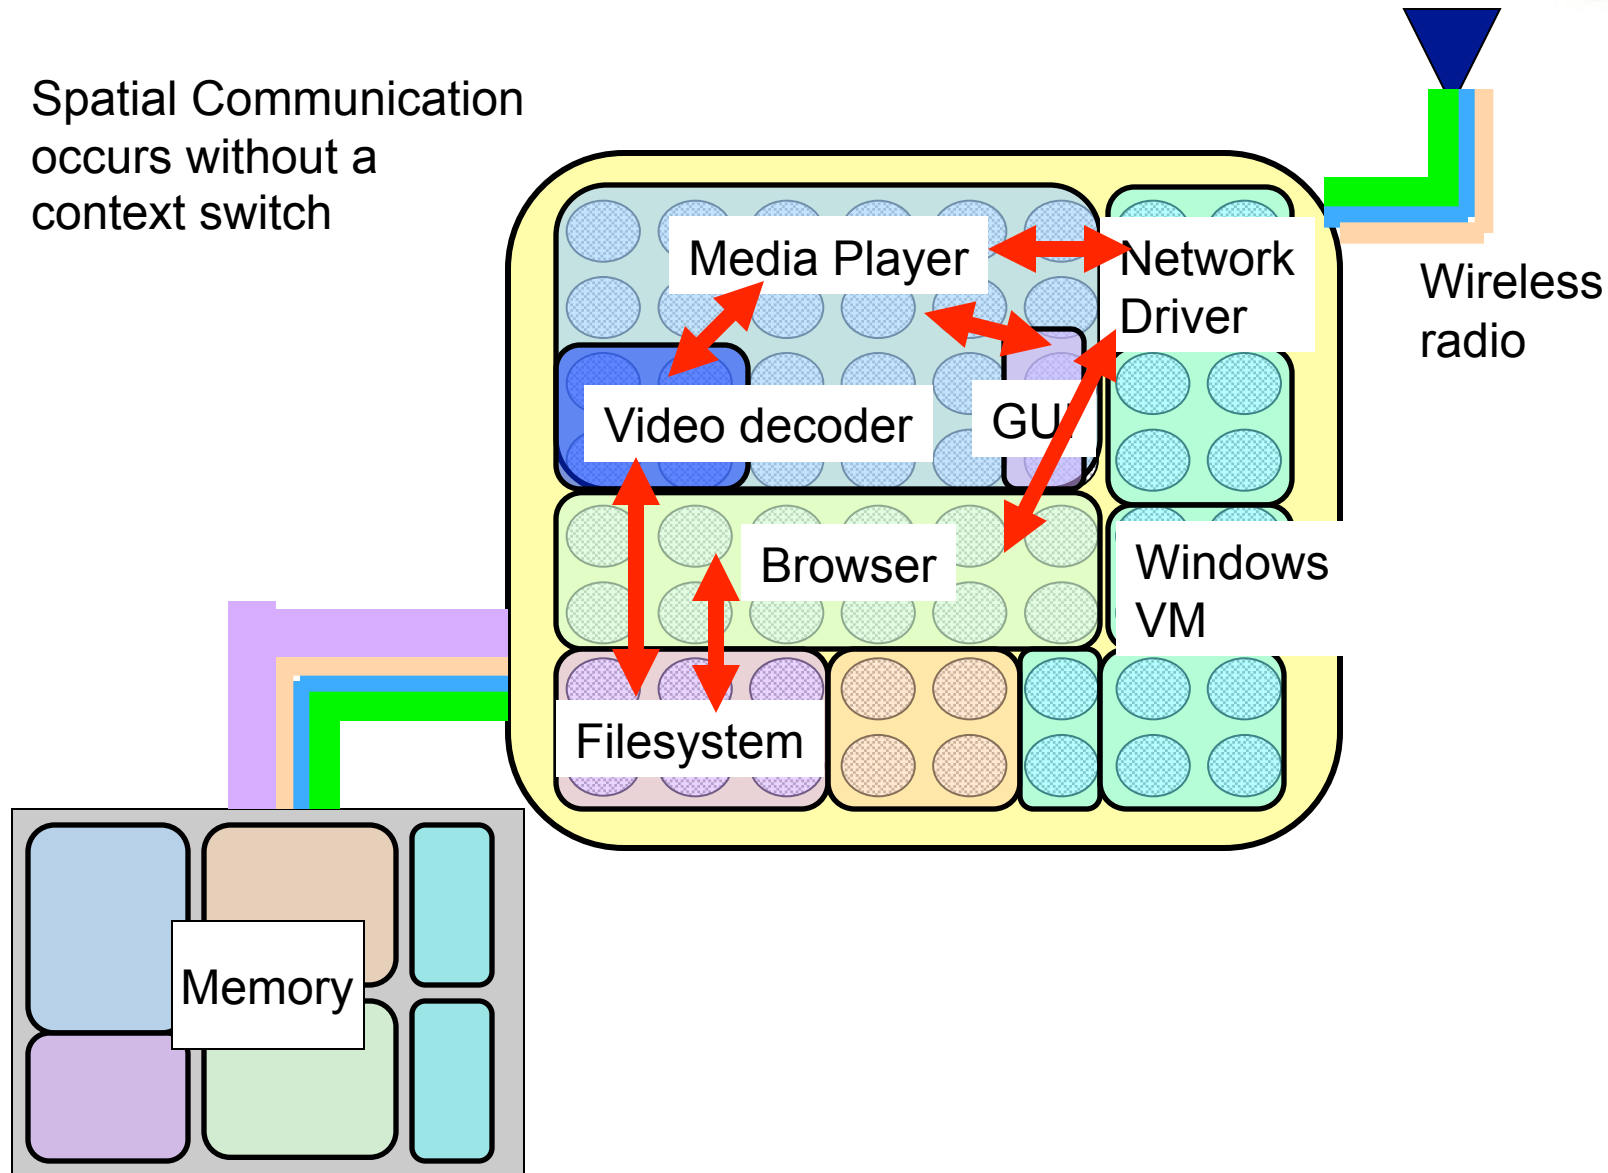 Spatial Communication
occurs without a
context switch
Media Player
Network
Driver
Wireless
radio
Video decoder
GUI
Browser
Windows
VM
Filesystem
Memory